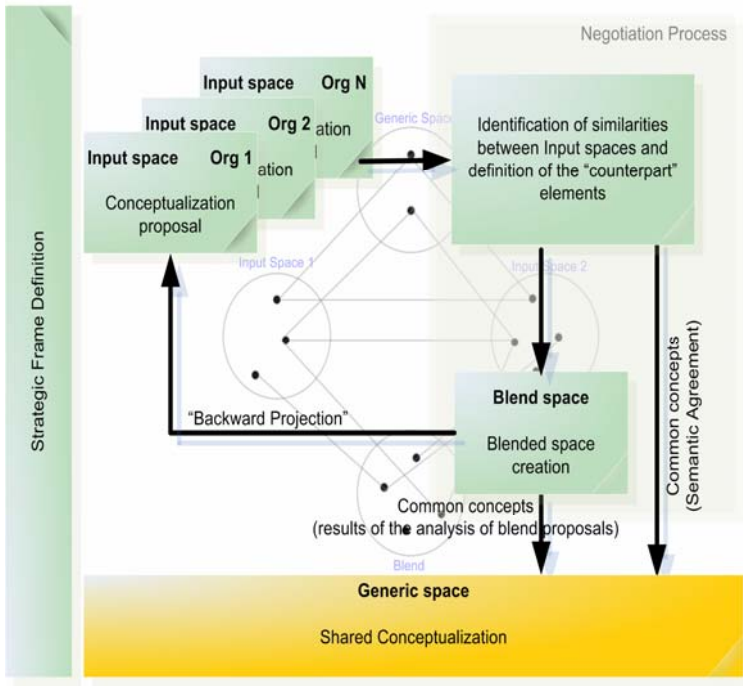 Negotiation Process
Input space Org N
Input space Org 2
Input space Org 1
ation
ation
Conceptualization
proposal
Generic Space
Identification of similarities
between Input spaces and
definition of the “counterpart”
elements
Input Space 1
Input Space 2
Strategic Frame Definition
“Backward Projection”
Blend space
Blended space
creation
Common concepts
(Semantic Agreement)
Common concepts
(results of the analysis of blend proposals)
Blend
Generic space
Shared Conceptualization